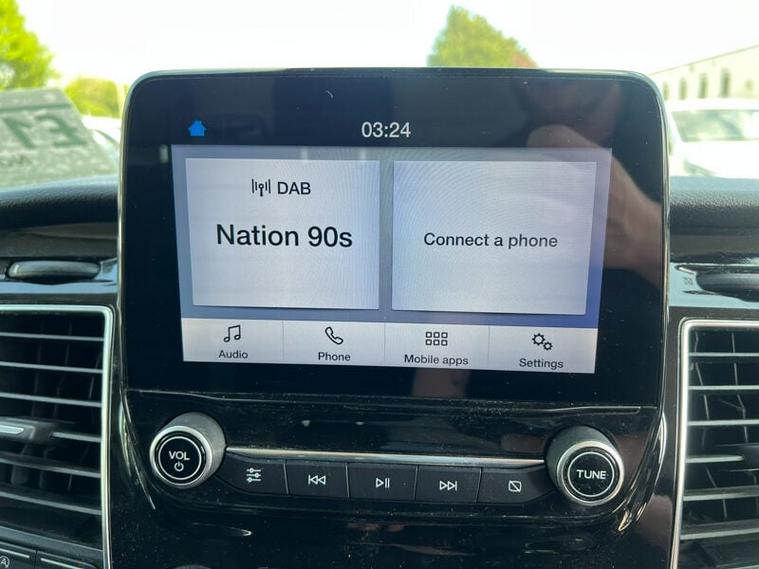 03:24
DAB
Nation 90s
Connect a phone
Audio
Phone
Mobile apps
Settings
VOL
TUNE